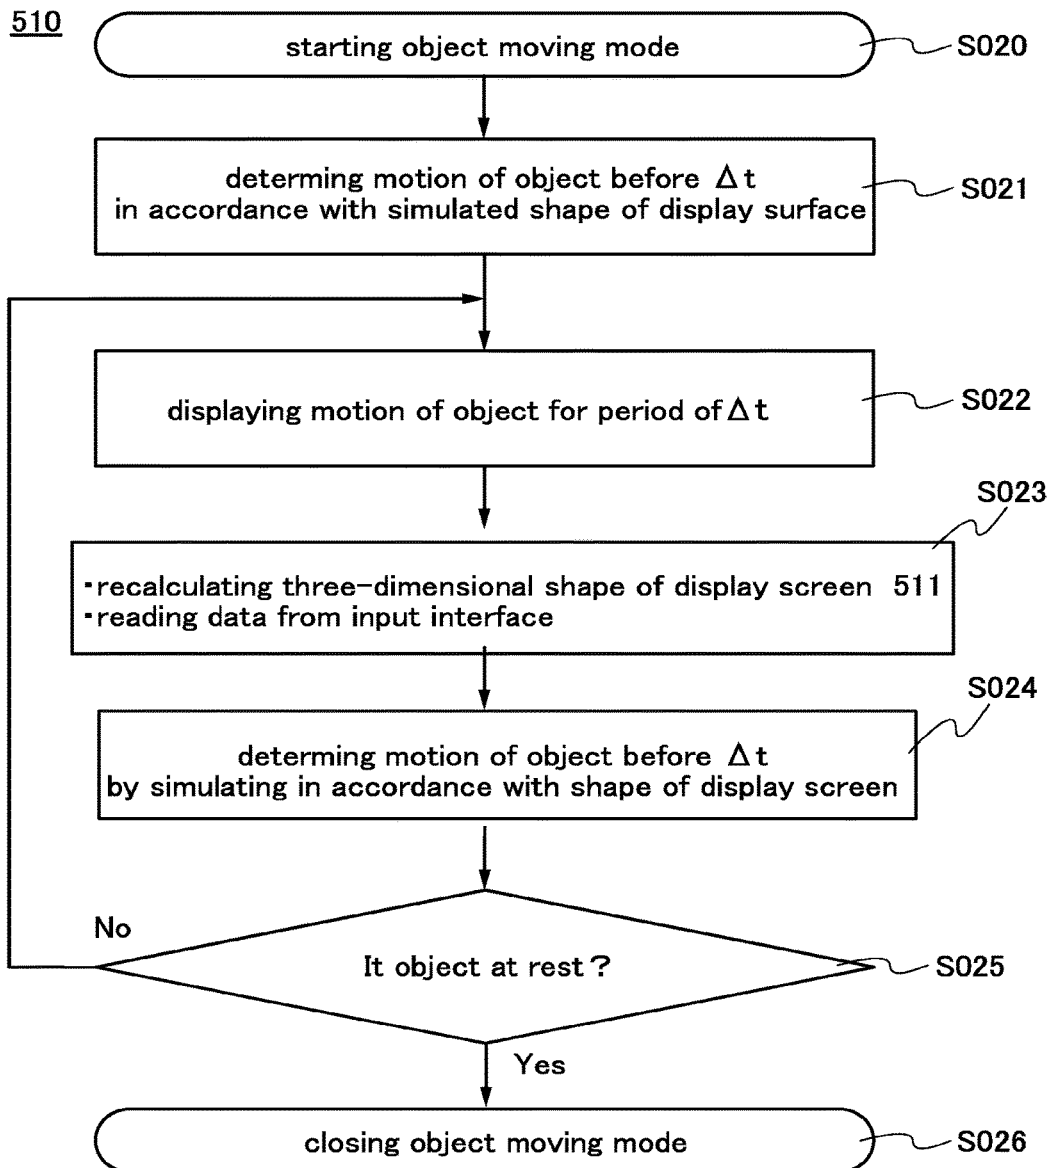 510
starting object moving mode
S020
determing motion of object before Δt
in accordance with simulated shape of display surface
S021
displaying motion of object for period of Δt
S022
S023
・recalculating three-dimensional shape of display screen 511
・reading data from input interface
S024
determing motion of object before Δt
by simulating in accordance with shape of display screen
No
It object at rest?
S025
Yes
closing object moving mode
S026